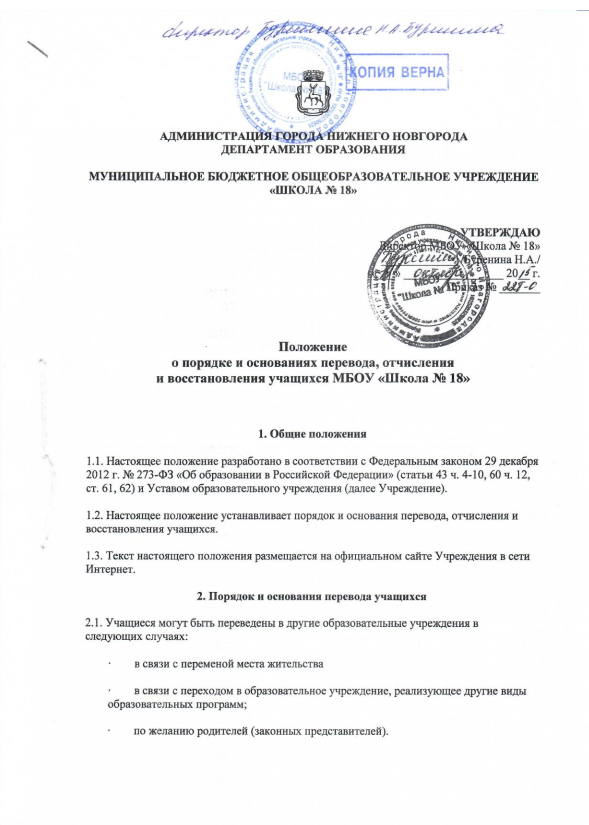 директор
КОПИЯ ВЕРНА
МБОУ
"Школа
АДМИНИСТРАЦИЯ ГОРОДА НИЖНЕГО НОВГОРОДА
ДЕПАРТАМЕНТ ОБРАЗОВАНИЯ
МУНИЦИПАЛЬНОЕ БЮДЖЕТНОЕ ОБЩЕОБРАЗОВАТЕЛЬНОЕ УЧРЕЖДЕНИЕ
«ШКОЛА № 18»
УТВЕРЖДАЮ
Директор МБОУ «Школа № 18»
Буренина Н.А./
октября 2015 г.
Приказ №
МБОУ
"Школа №
Положение
о порядке и основаниях перевода, отчисления
и восстановления учащихся МБОУ «Школа № 18»
1. Общие положения
1.1. Настоящее положение разработано в соответствии с Федеральным законом 29 декабря
2012 г. № 273-ФЗ «Об образовании в Российской Федерации» (статьи 43 ч. 4-10, 60 ч. 12,
ст. 61, 62) и Уставом образовательного учреждения (далее Учреждение).
1.2. Настоящее положение устанавливает порядок и основания перевода, отчисления и
восстановления учащихся.
1.3. Текст настоящего положения размещается на официальном сайте Учреждения в сети
Интернет.
2. Порядок и основания перевода учащихся
2.1. Учащиеся могут быть переведены в другие образовательные учреждения в
следующих случаях:
· в связи с переменой места жительства
· в связи с переходом в образовательное учреждение, реализующее другие виды
образовательных программ;
· по желанию родителей (законных представителей).